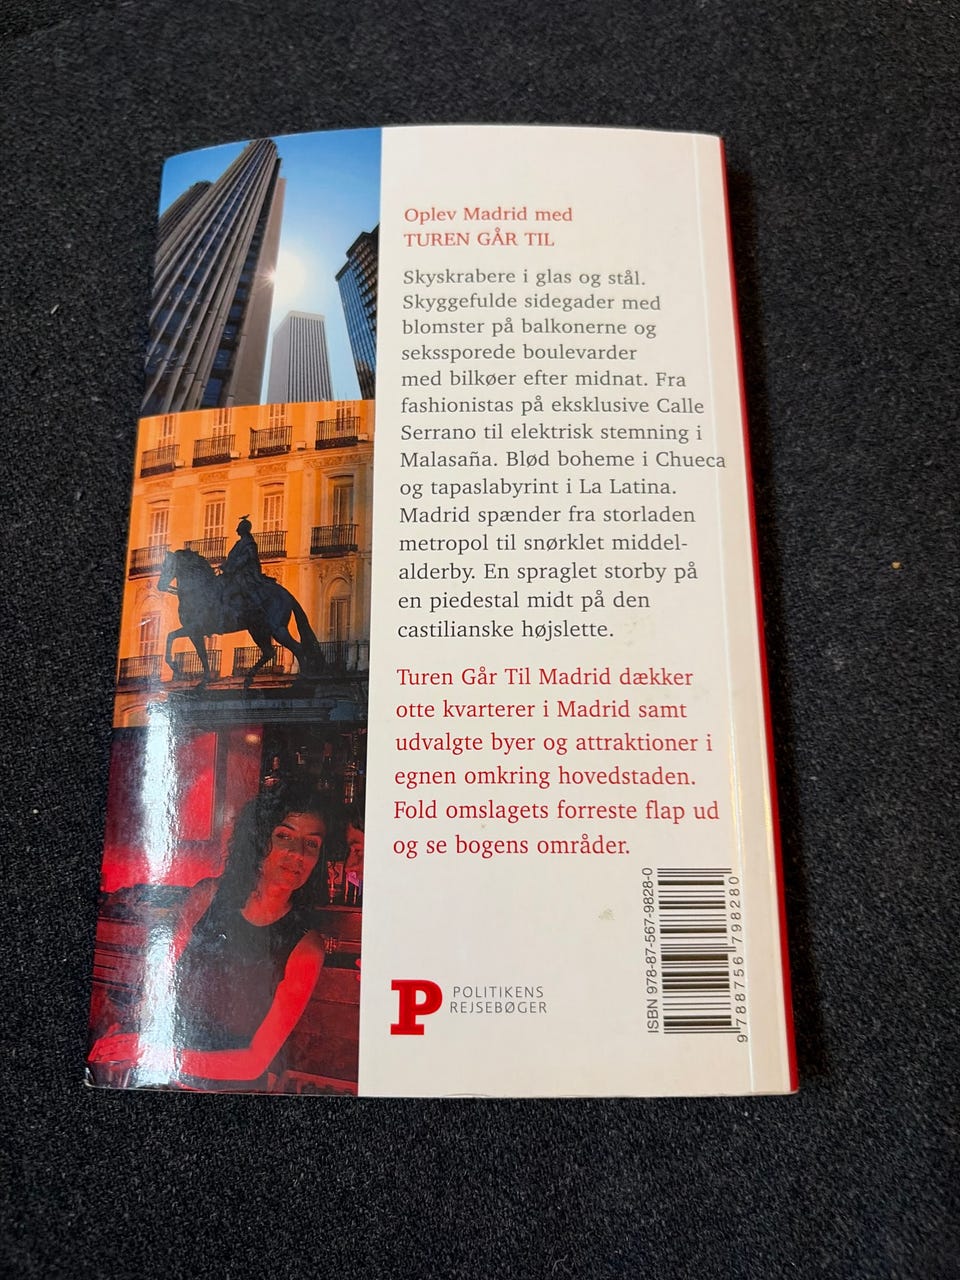 Oplev Madrid med
TUREN GÅR TIL
Skyskrabere i glas og stål.
Skyggefulde sidegader med
blomster på balkonerne og
sekssporede boulevarder
med bilkøer efter midnat. Fra
fashionistas på eksklusive Calle
Serrano til elektrisk stemning i
Malasaña. Blød boheme i Chueca
og tapaslabyrint i La Latina.
Madrid spænder fra storladen
metropol til snørklet middel-
alderby. En spraglet storby på
en piedestal midt på den
castilianske højslette.
Turen Går Til Madrid dækker
otte kvarterer i Madrid samt
udvalgte byer og attraktioner i
egnen omkring hovedstaden.
Fold omslagets forreste flap ud
og se bogens områder.
P
POLITIKENS
REJSEBØGER
ISBN 978-87-567-9828-0
9 788756 798280